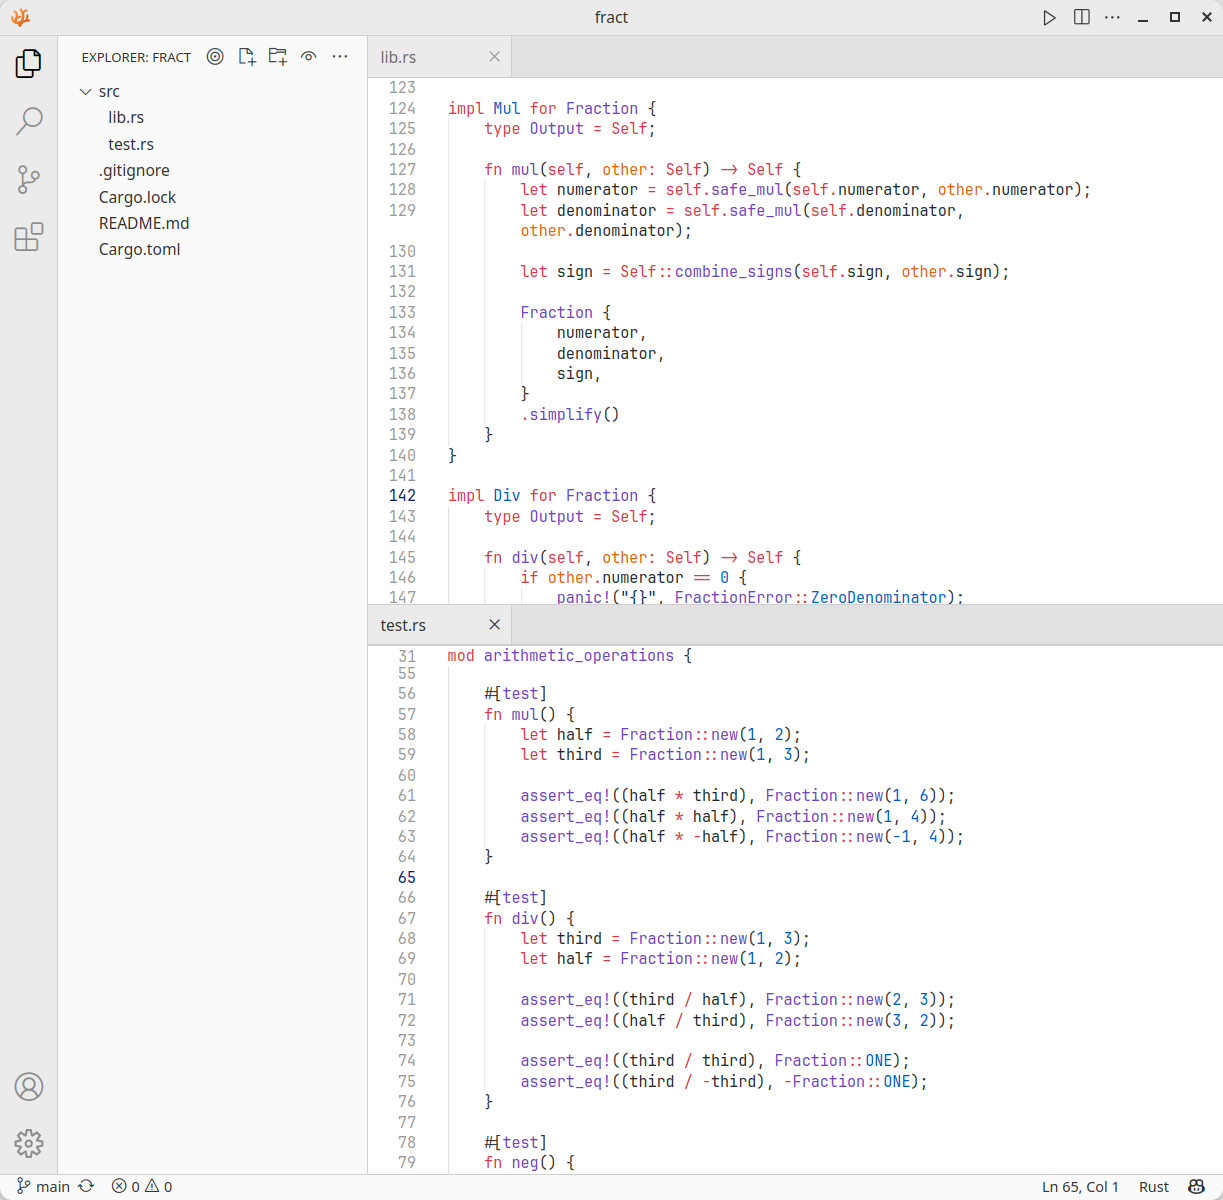 fract
EXPLORER: FRACT
src
lib.rs
test.rs
.gitignore
Cargo.lock
README.md
Cargo.toml
lib.rs
123
124 impl Mul for Fraction {
125     type Output = Self;
126
127     fn mul(self, other: Self) -> Self {
128         let numerator = self.safe_mul(self.numerator, other.numerator);
129         let denominator = self.safe_mul(self.denominator,
        other.denominator);
130
131         let sign = Self::combine_signs(self.sign, other.sign);
132
133         Fraction {
134             numerator,
135             denominator,
136             sign,
137         }
138         .simplify()
139     }
140 }
141
142 impl Div for Fraction {
143     type Output = Self;
144
145     fn div(self, other: Self) -> Self {
146         if other.numerator == 0 {
147             panic!("{}", FractionError::ZeroDenominator);
test.rs
31 mod arithmetic_operations {
55
56     #[test]
57     fn mul() {
58         let half = Fraction::new(1, 2);
59         let third = Fraction::new(1, 3);
60
61         assert_eq!((half * third), Fraction::new(1, 6));
62         assert_eq!((half * half), Fraction::new(1, 4));
63         assert_eq!((half * -half), Fraction::new(-1, 4));
64     }
65
66     #[test]
67     fn div() {
68         let third = Fraction::new(1, 3);
69         let half = Fraction::new(1, 2);
70
71         assert_eq!((third / half), Fraction::new(2, 3));
72         assert_eq!((half / third), Fraction::new(3, 2));
73
74         assert_eq!((third / third), Fraction::ONE);
75         assert_eq!((third / -third), -Fraction::ONE);
76     }
77
78     #[test]
79     fn neg() {
main 0 0 Ln 65, Col 1 Rust